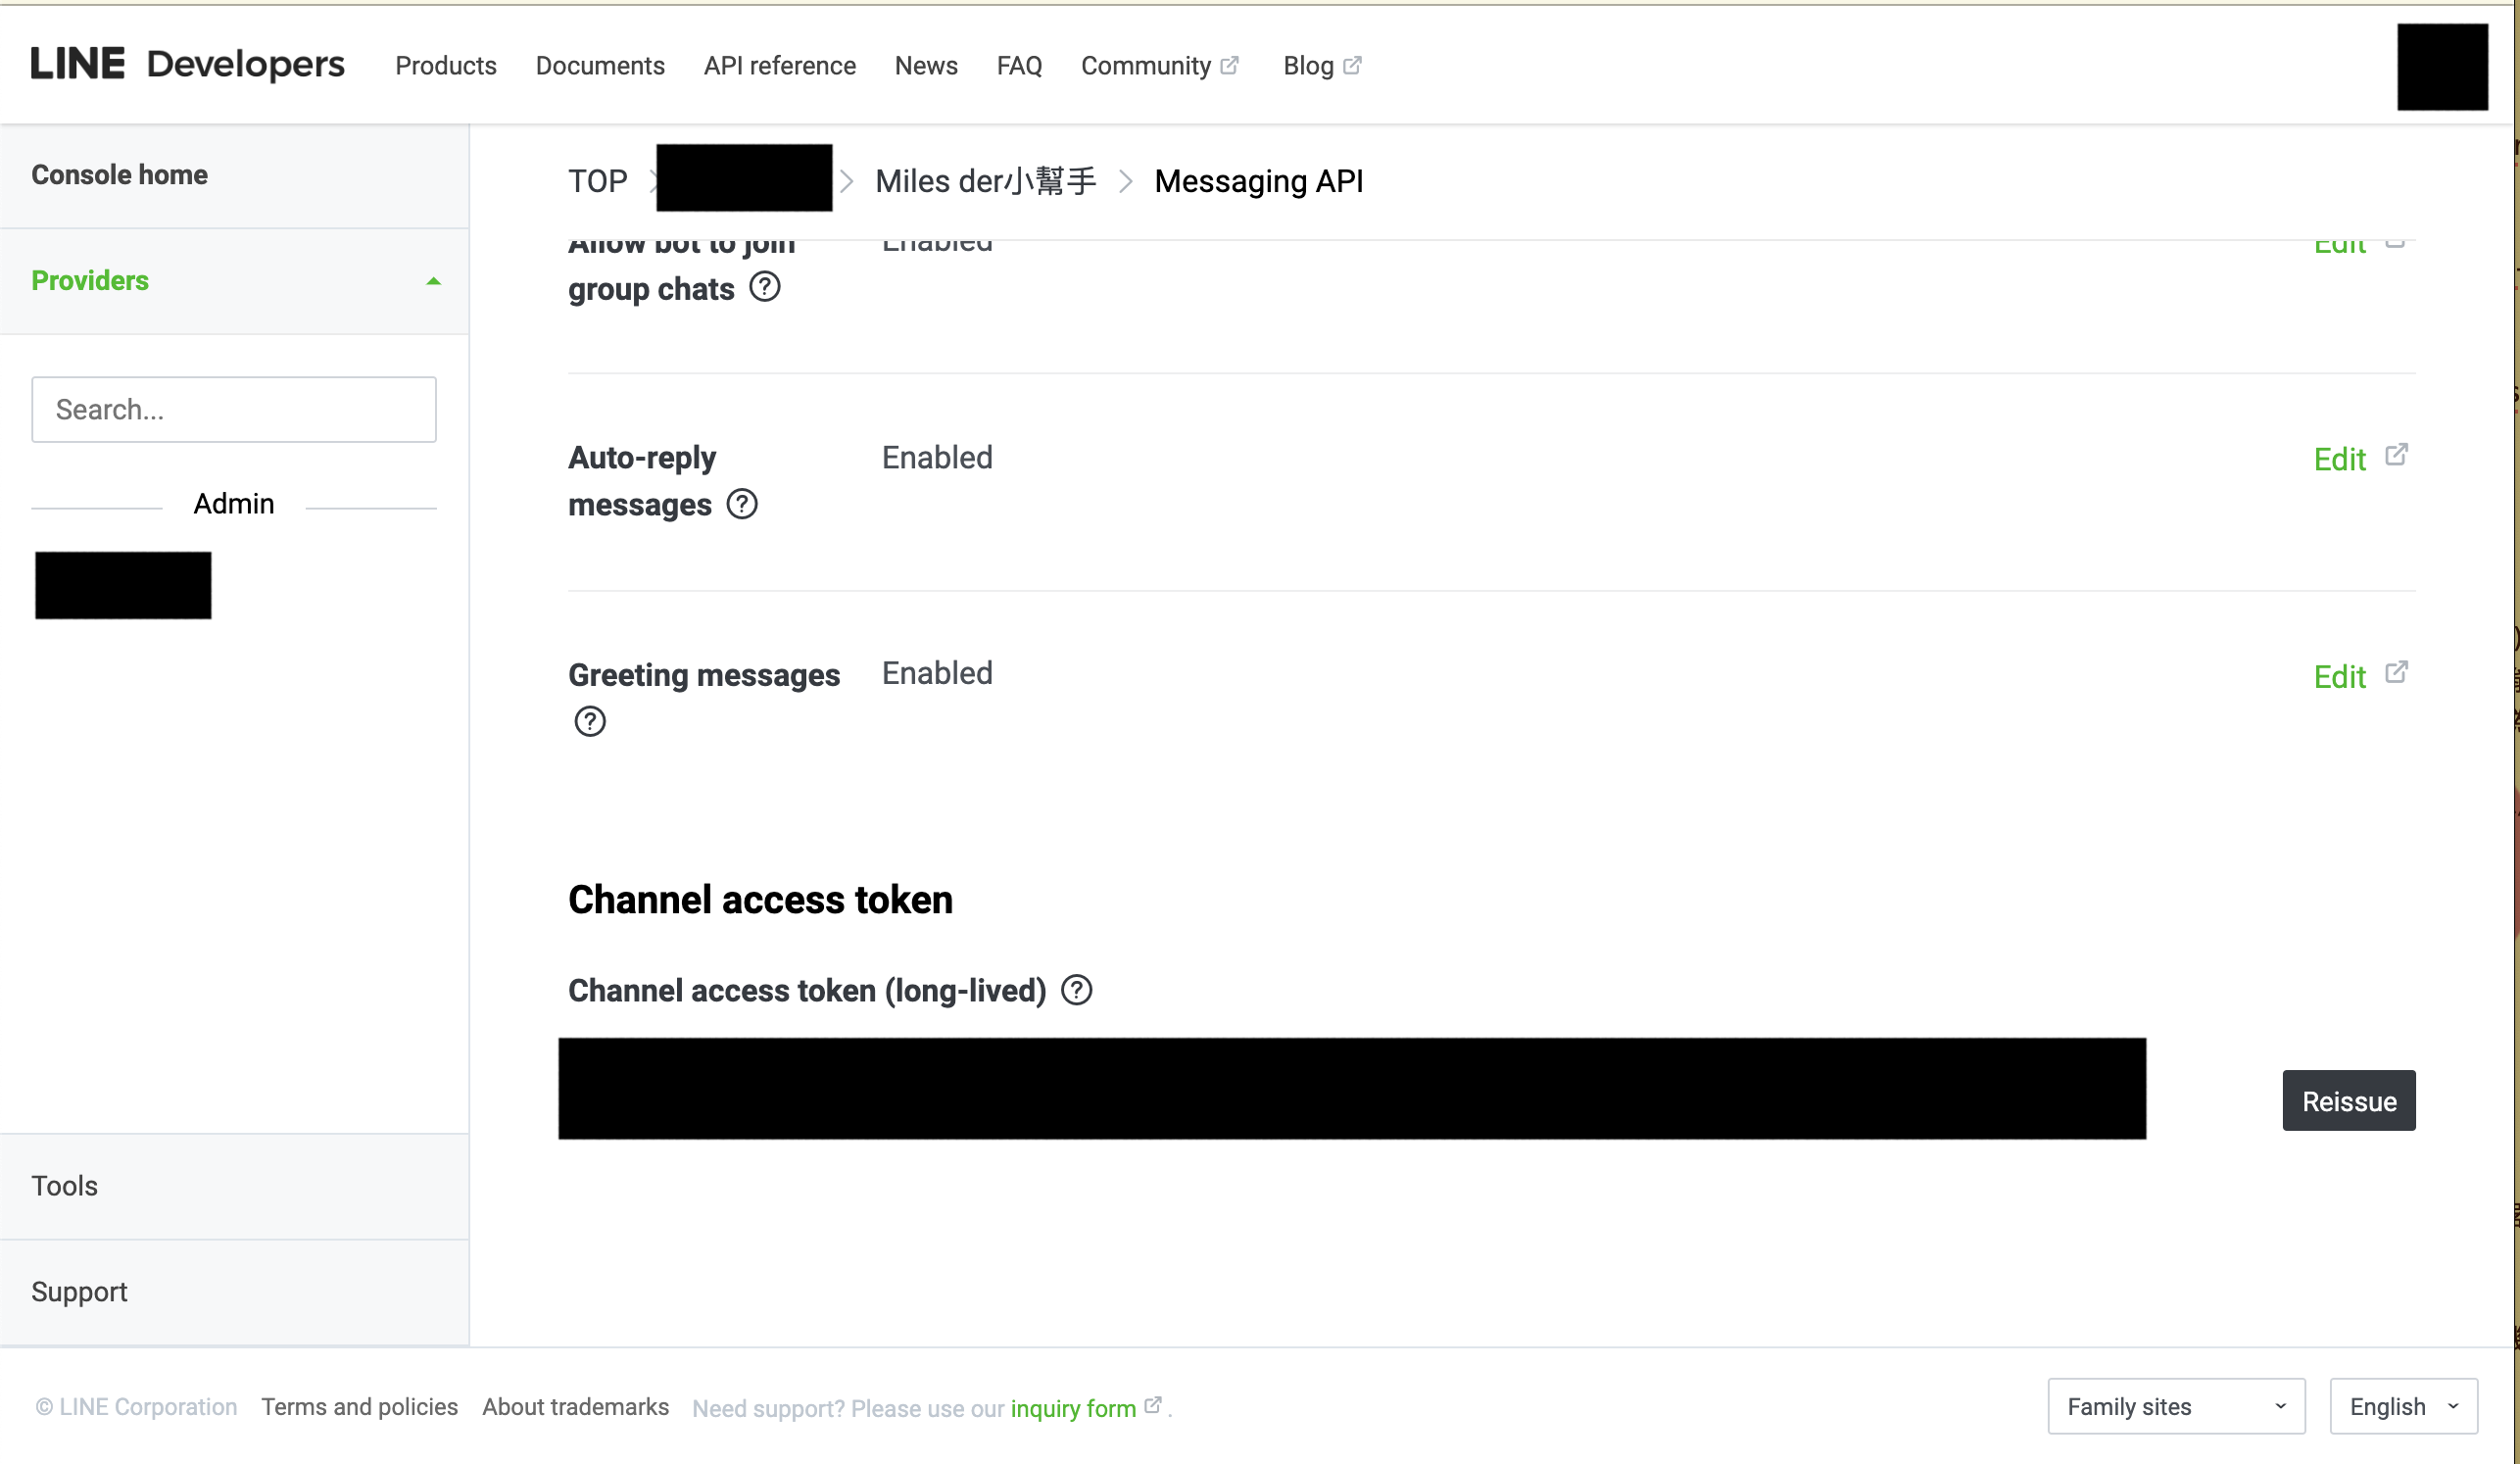 LINE Developers Products Documents API reference News FAQ Community Blog
Console home
Providers
Search...
Admin
Tools
Support
TOP Miles der小幫手 Messaging API
Allow bot to join group chats Enabled Edit
Auto-reply messages Enabled Edit
Greeting messages Enabled Edit
Channel access token
Channel access token (long-lived)
Reissue
© LINE Corporation Terms and policies About trademarks Need support? Please use our inquiry form .
Family sites English